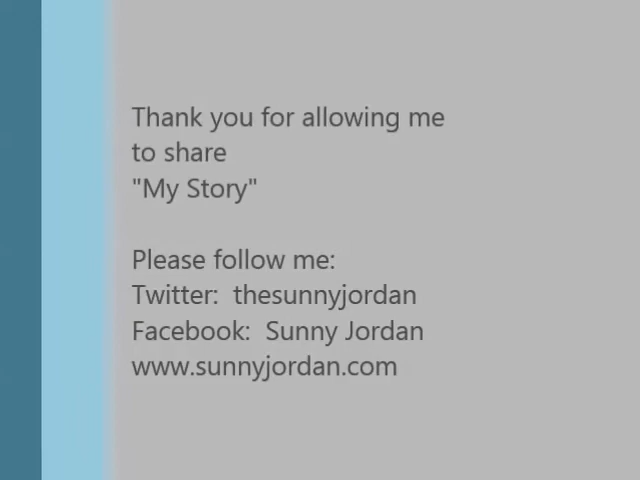 Thank you for allowing me
to share
"My Story"
Please follow me:
Twitter:  thesunnyjordan
Facebook:  Sunny Jordan
www.sunnyjordan.com